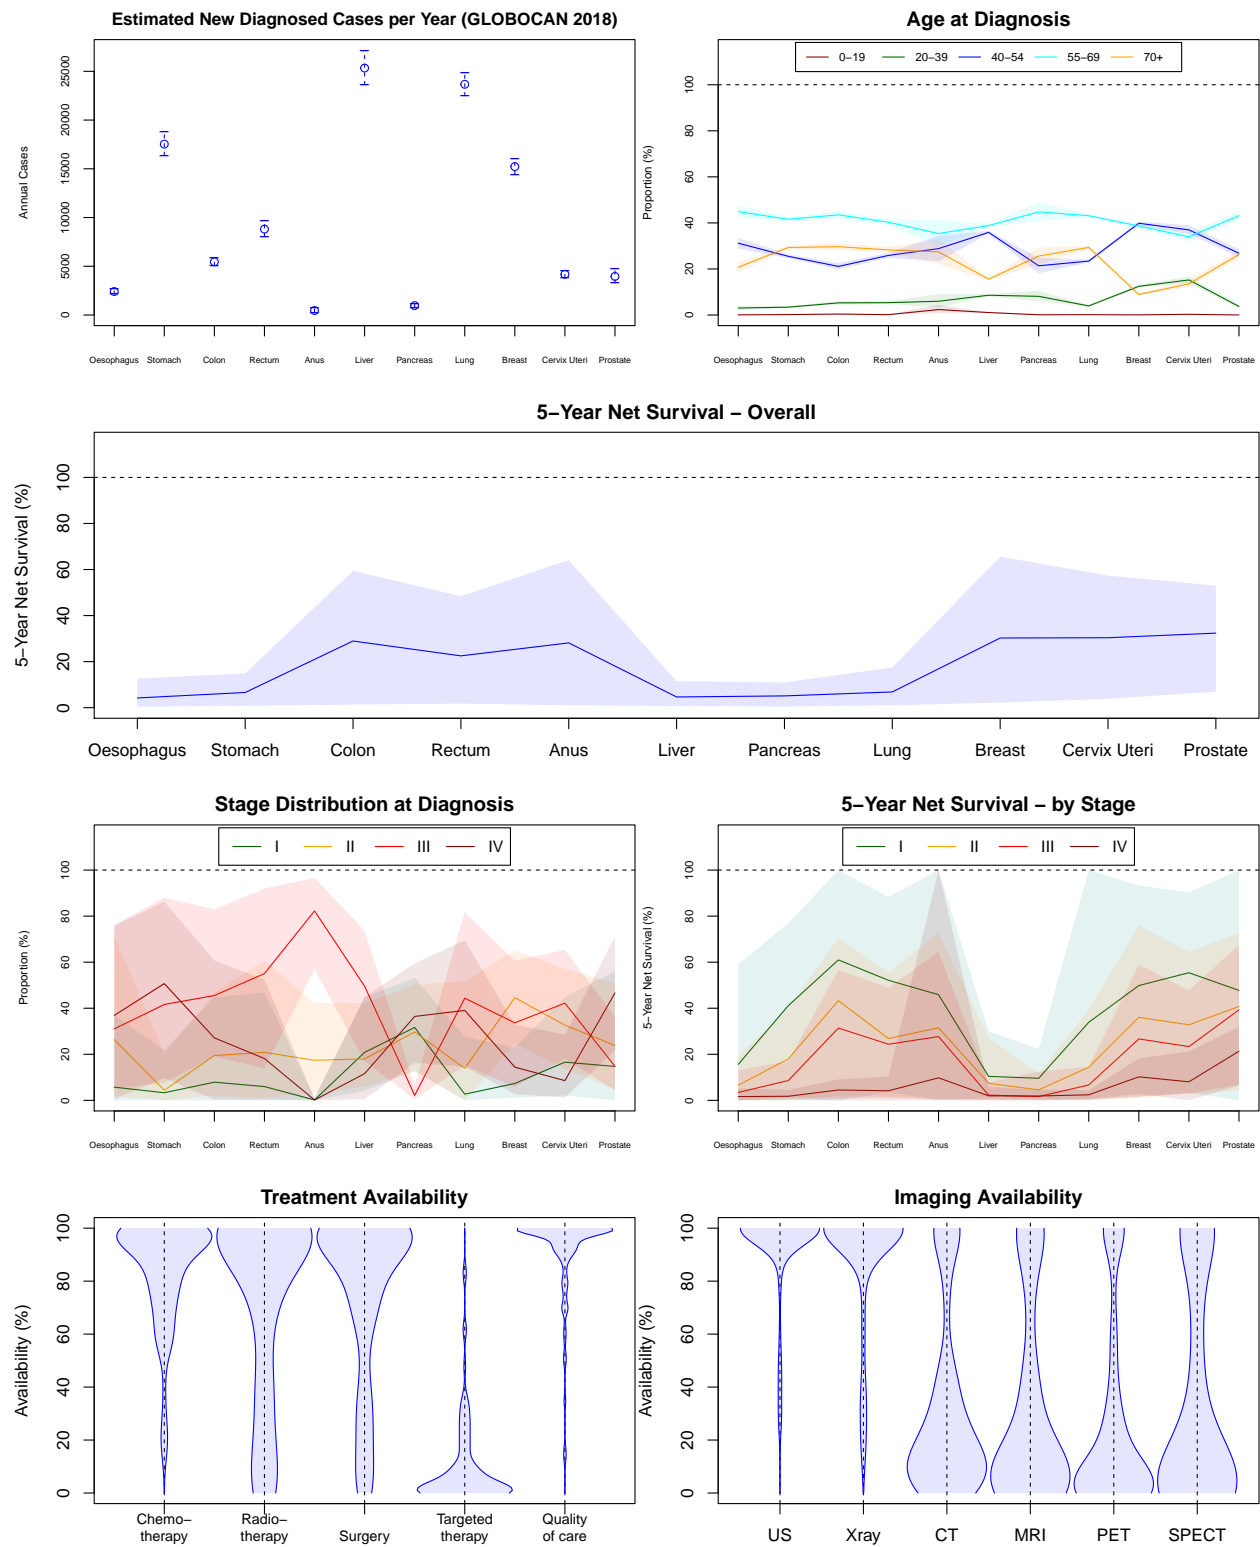 Estimated New Diagnosed Cases per Year (GLOBOCAN 2018)
Annual Cases
25000
20000
15000
10000
5000
0
Oesophagus Stomach Colon Rectum Anus Liver Pancreas Lung Breast Cervix Uteri Prostate
Age at Diagnosis
0−19 20−39 40−54 55−69 70+
Proportion (%)
100
80
60
40
20
0
Oesophagus Stomach Colon Rectum Anus Liver Pancreas Lung Breast Cervix Uteri Prostate
5−Year Net Survival − Overall
5−Year Net Survival (%)
100
80
60
40
20
0
Oesophagus Stomach Colon Rectum Anus Liver Pancreas Lung Breast Cervix Uteri Prostate
Stage Distribution at Diagnosis
I II III IV
Proportion (%)
100
80
60
40
20
0
Oesophagus Stomach Colon Rectum Anus Liver Pancreas Lung Breast Cervix Uteri Prostate
5−Year Net Survival − by Stage
I II III IV
5−Year Net Survival (%)
100
80
60
40
20
0
Oesophagus Stomach Colon Rectum Anus Liver Pancreas Lung Breast Cervix Uteri Prostate
Treatment Availability
Availability (%)
100
80
60
40
20
0
Chemo− Radio− Targeted Quality
therapy therapy Surgery therapy of care
Imaging Availability
Availability (%)
100
80
60
40
20
0
US Xray CT MRI PET SPECT